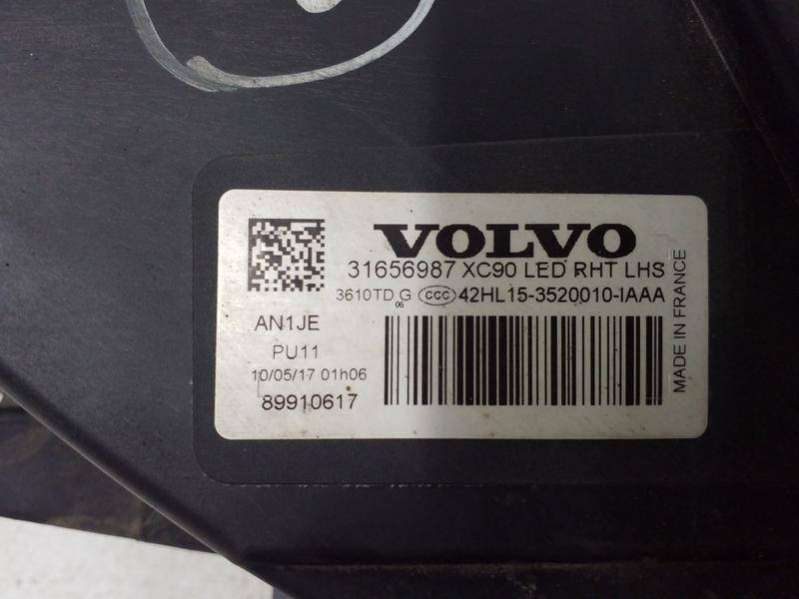 VOLVO
31656987 XC90 LED RHT LHS
3610TD G CCC 42HL15-3520010-IAAA
06
AN1JE
PU11
10/05/17 01h06
89910617
MADE IN FRANCE